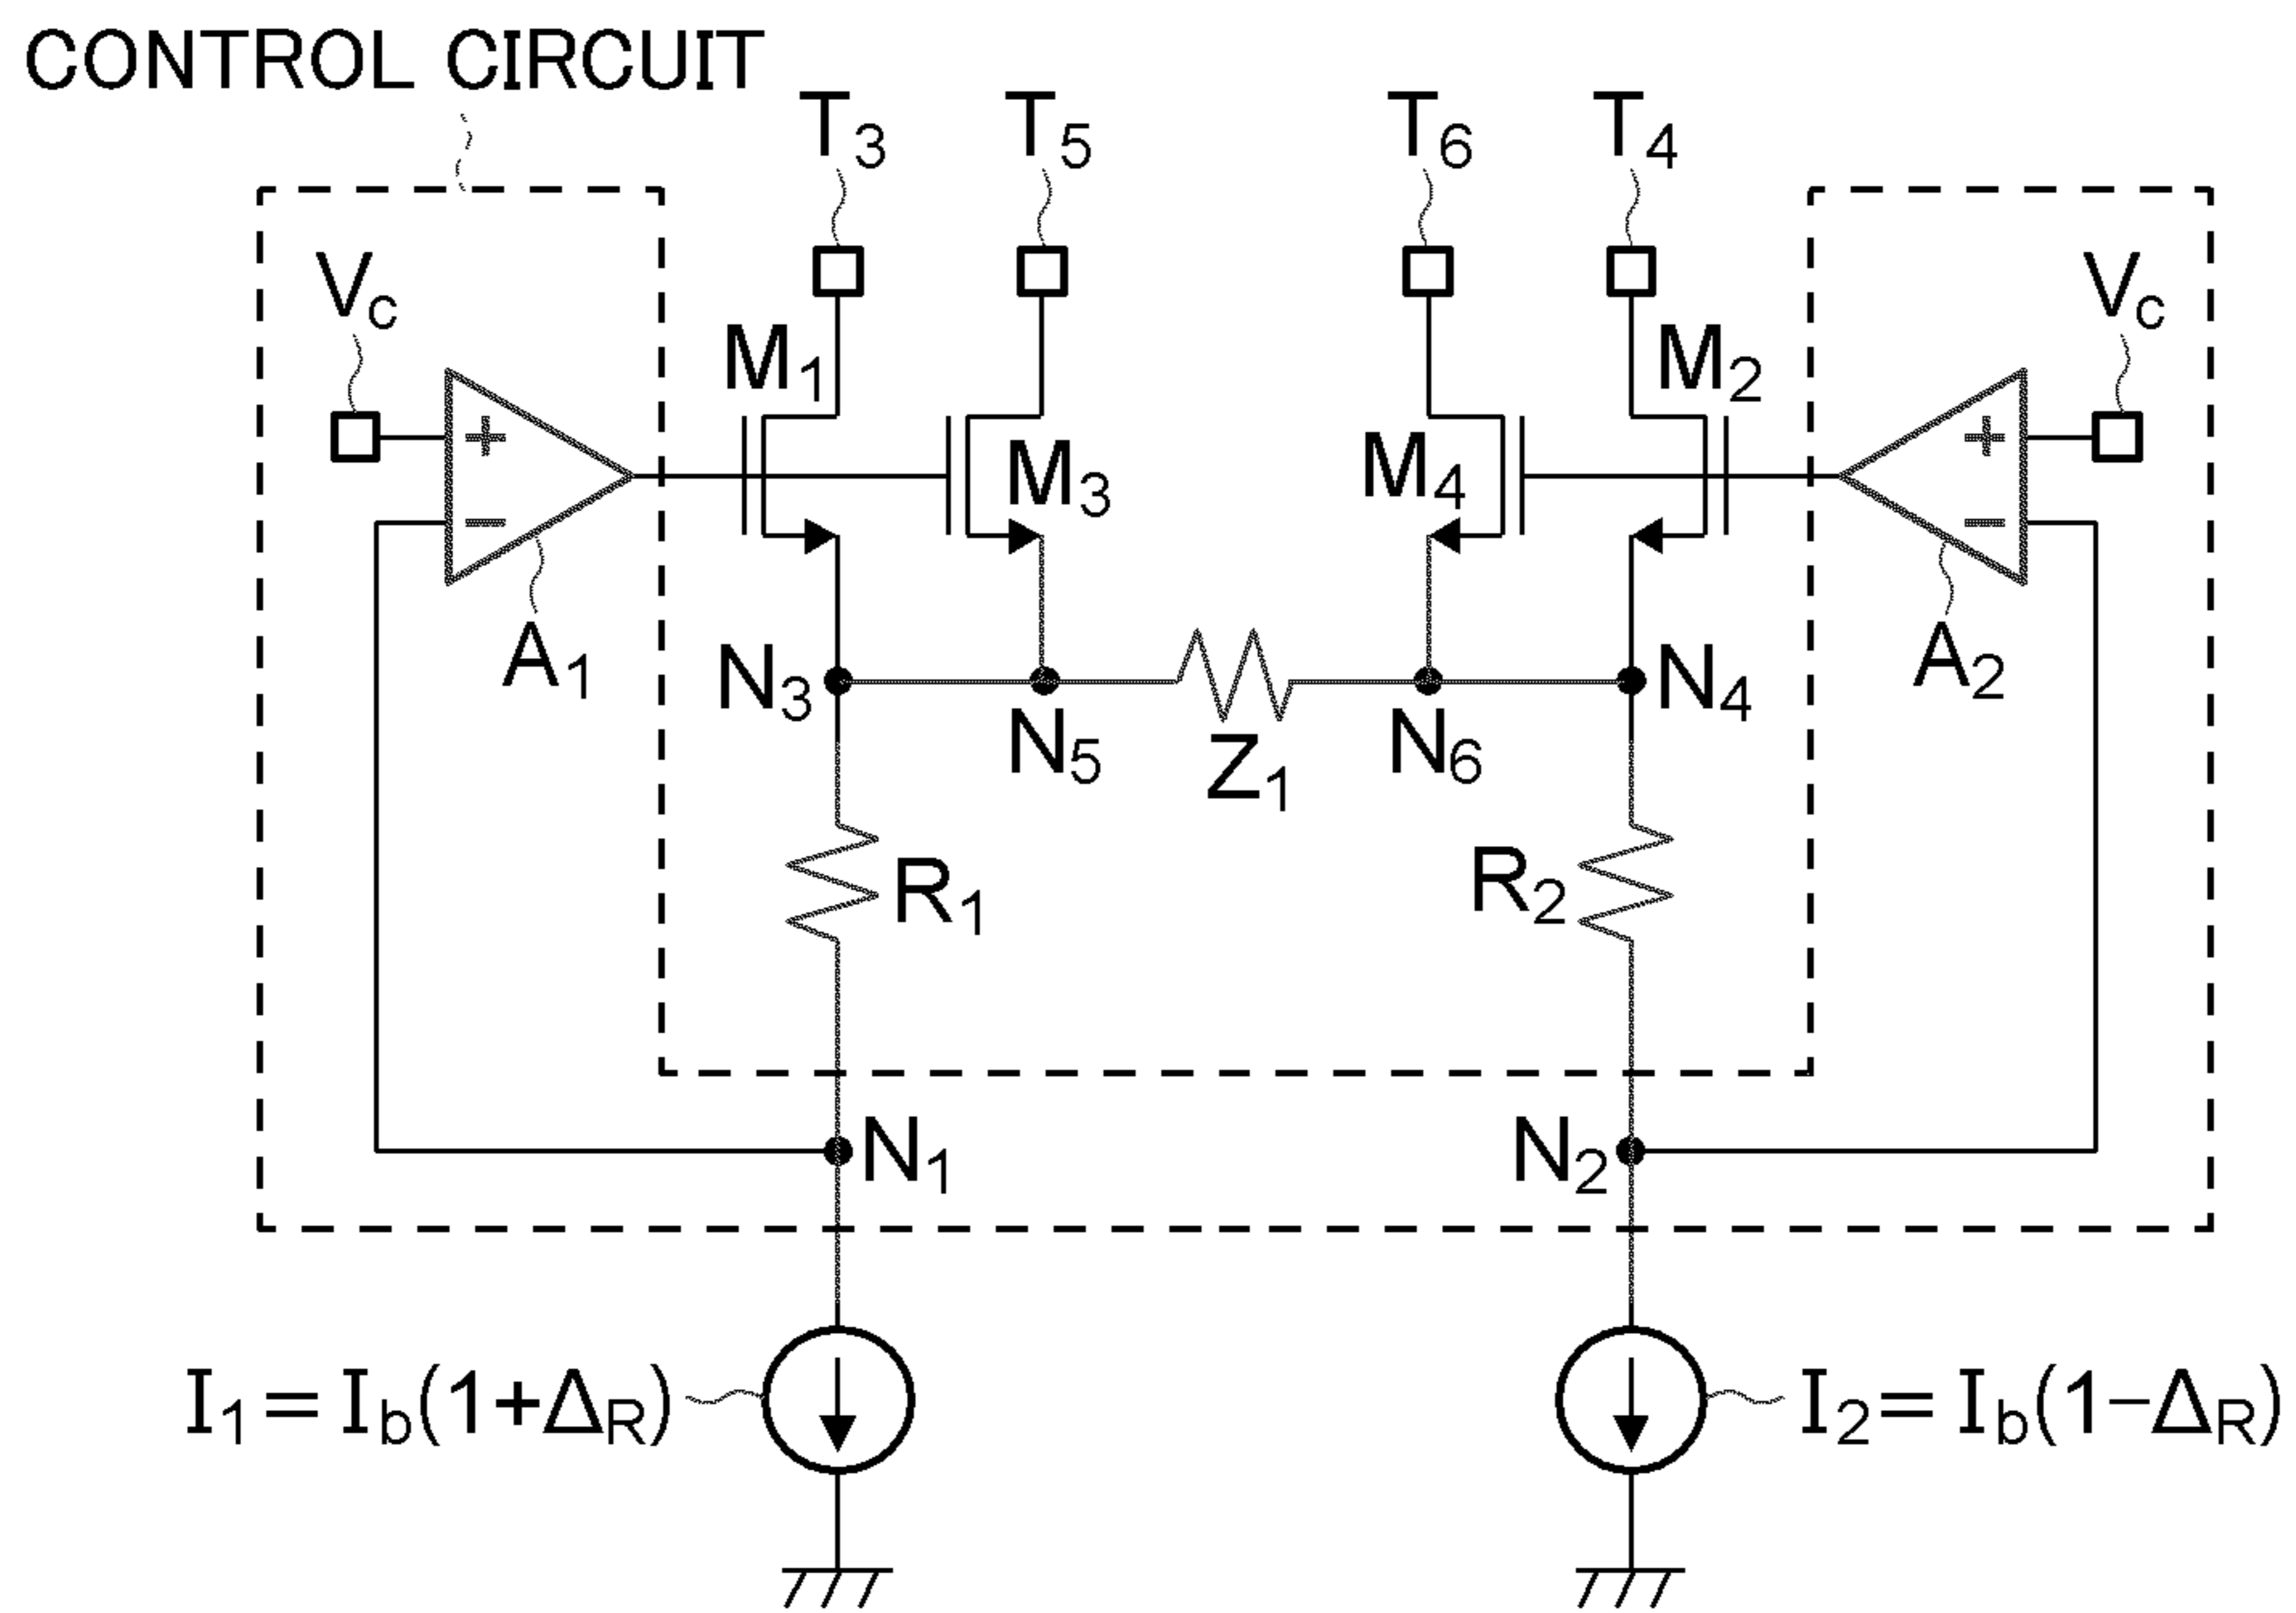 CONTROL CIRCUIT
T3 T5 T6 T4
Vc Vc
M1 M2
M3 M4
+ +
− −
A1 A2
N3 N4
N5 N6
Z1
R1 R2
N1 N2
I1=Ib(1+ΔR) I2=Ib(1−ΔR)